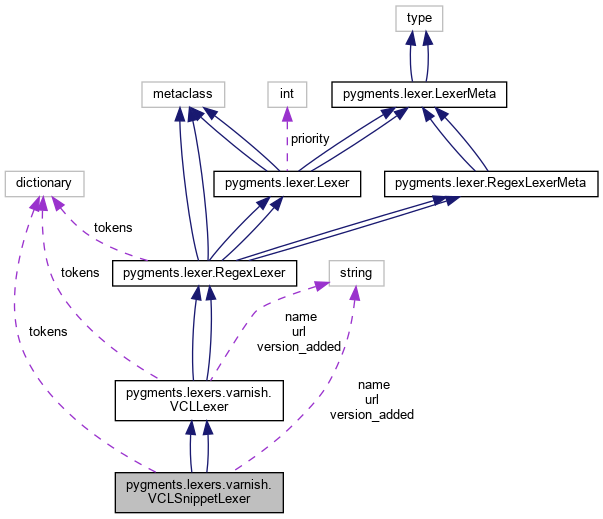 type
metaclass
int
pygments.lexer.LexerMeta
priority
dictionary
pygments.lexer.Lexer
pygments.lexer.RegexLexerMeta
tokens
pygments.lexer.RegexLexer
string
tokens
name
url
version_added
tokens
pygments.lexers.varnish.
VCLLexer
name
url
version_added
pygments.lexers.varnish.
VCLSnippetLexer